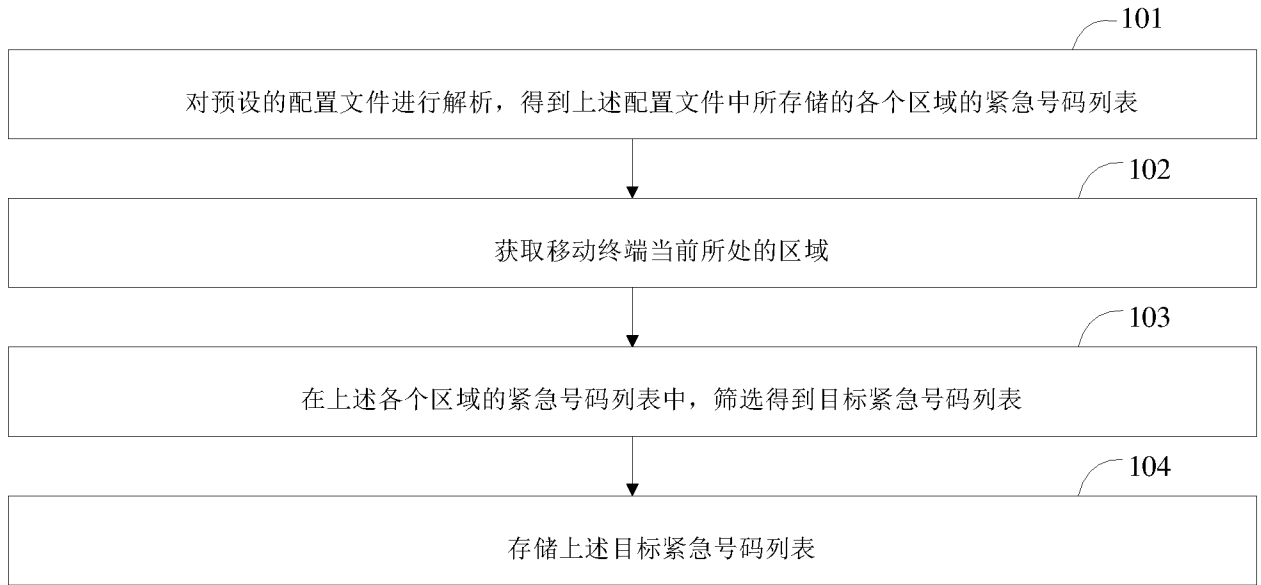 101
对预设的配置文件进行解析，得到上述配置文件中所存储的各个区域的紧急号码列表
102
获取移动终端当前所处的区域
103
在上述各个区域的紧急号码列表中，筛选得到目标紧急号码列表
104
存储上述目标紧急号码列表